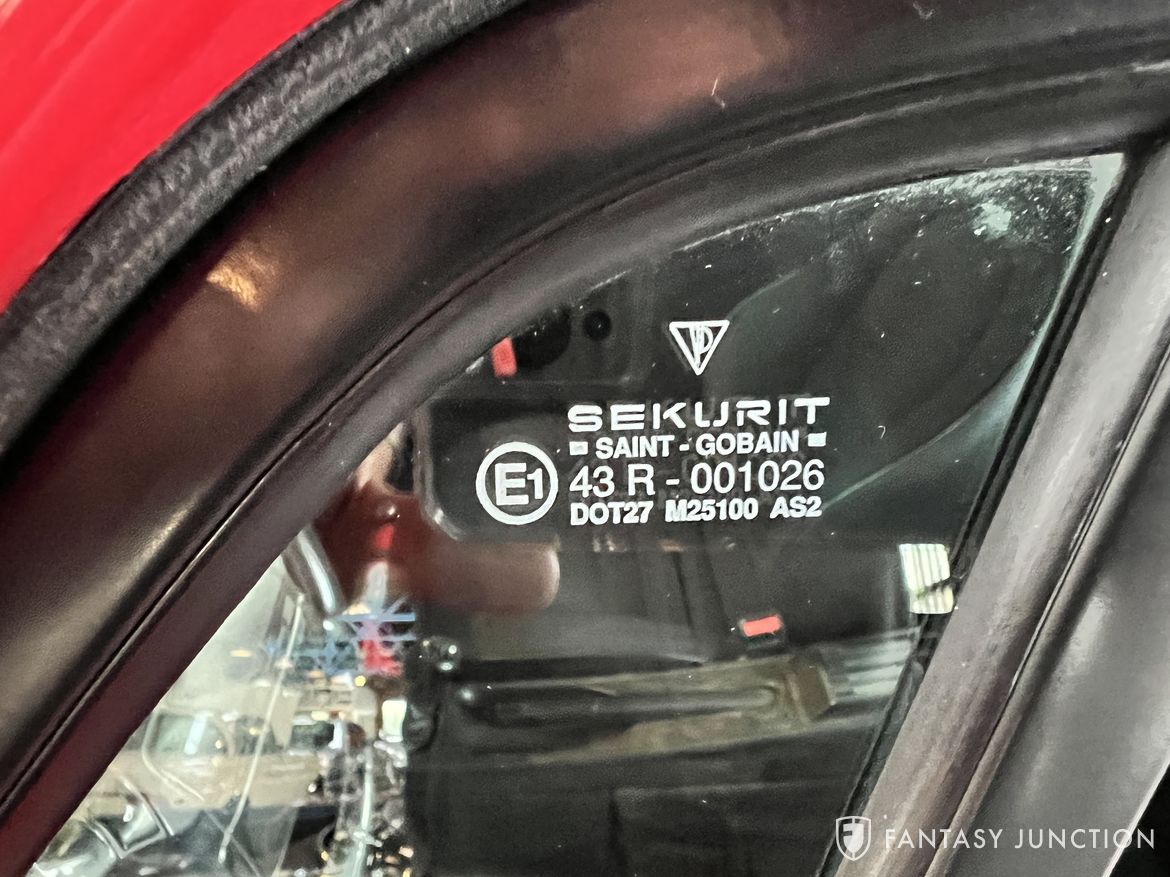 SEKURIT
SAINT - GOBAIN
E1
43 R - 001026
DOT27 M25100 AS2
FANTASY JUNCTION